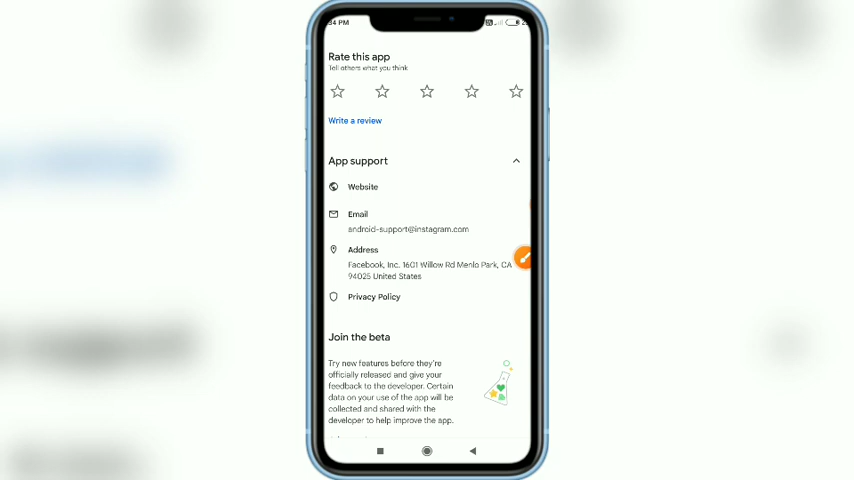 34 PM
Rate this app
Tell others what you think
Write a review
App support
Website
Email
android-support@instagram.com
Address
Facebook, Inc. 1601 Willow Rd Menlo Park, CA
94025 United States
Privacy Policy
Join the beta
Try new features before they're
officially released and give your
feedback to the developer. Certain
data on your use of the app will be
collected and shared with the
developer to help improve the app.